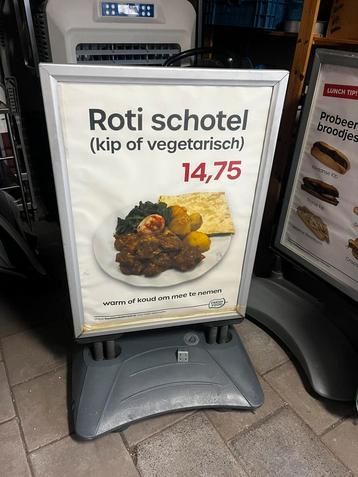 Roti schotel
(kip of vegetarisch)
14,75
warm of koud om mee te nemen
LUNCH TIP
Probeer
broodjes